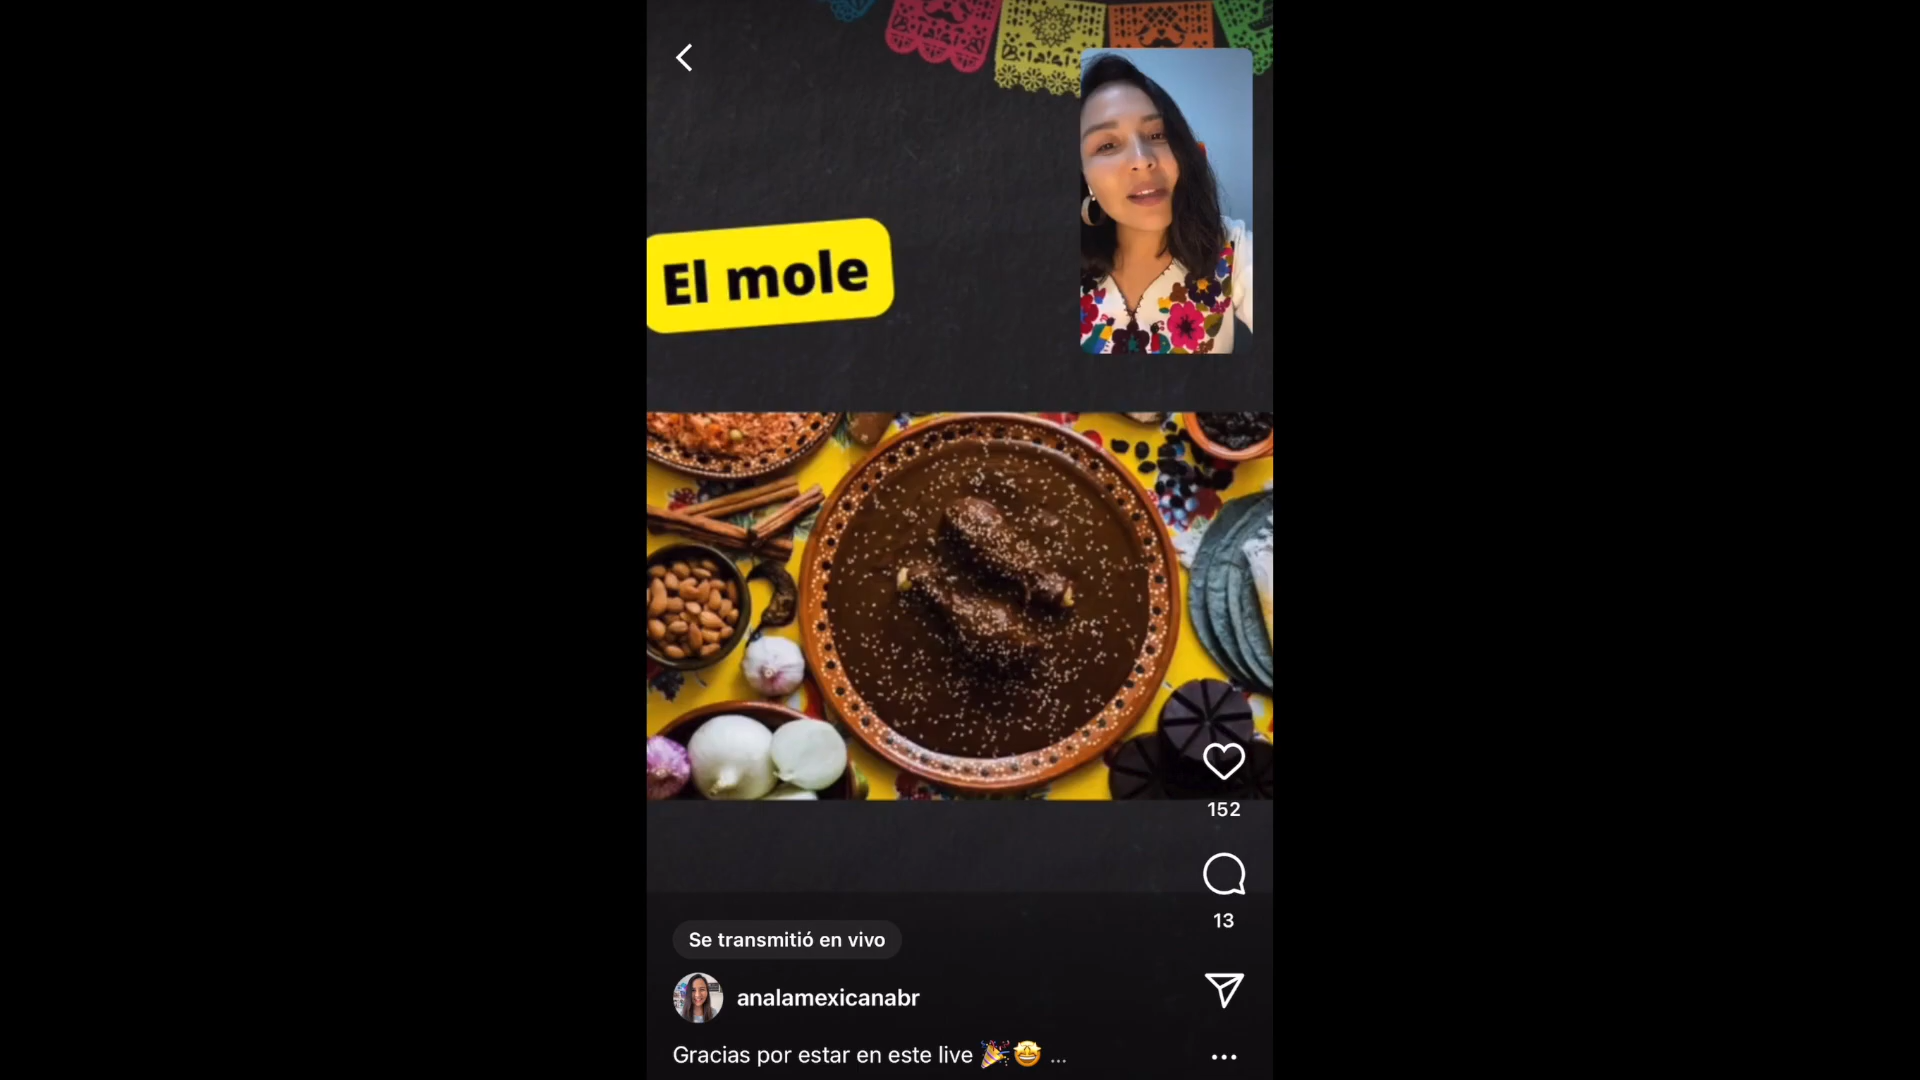 El mole
152
13
Se transmitió en vivo
analamexicanabr
Gracias por estar en este live 🎉🤩 ...